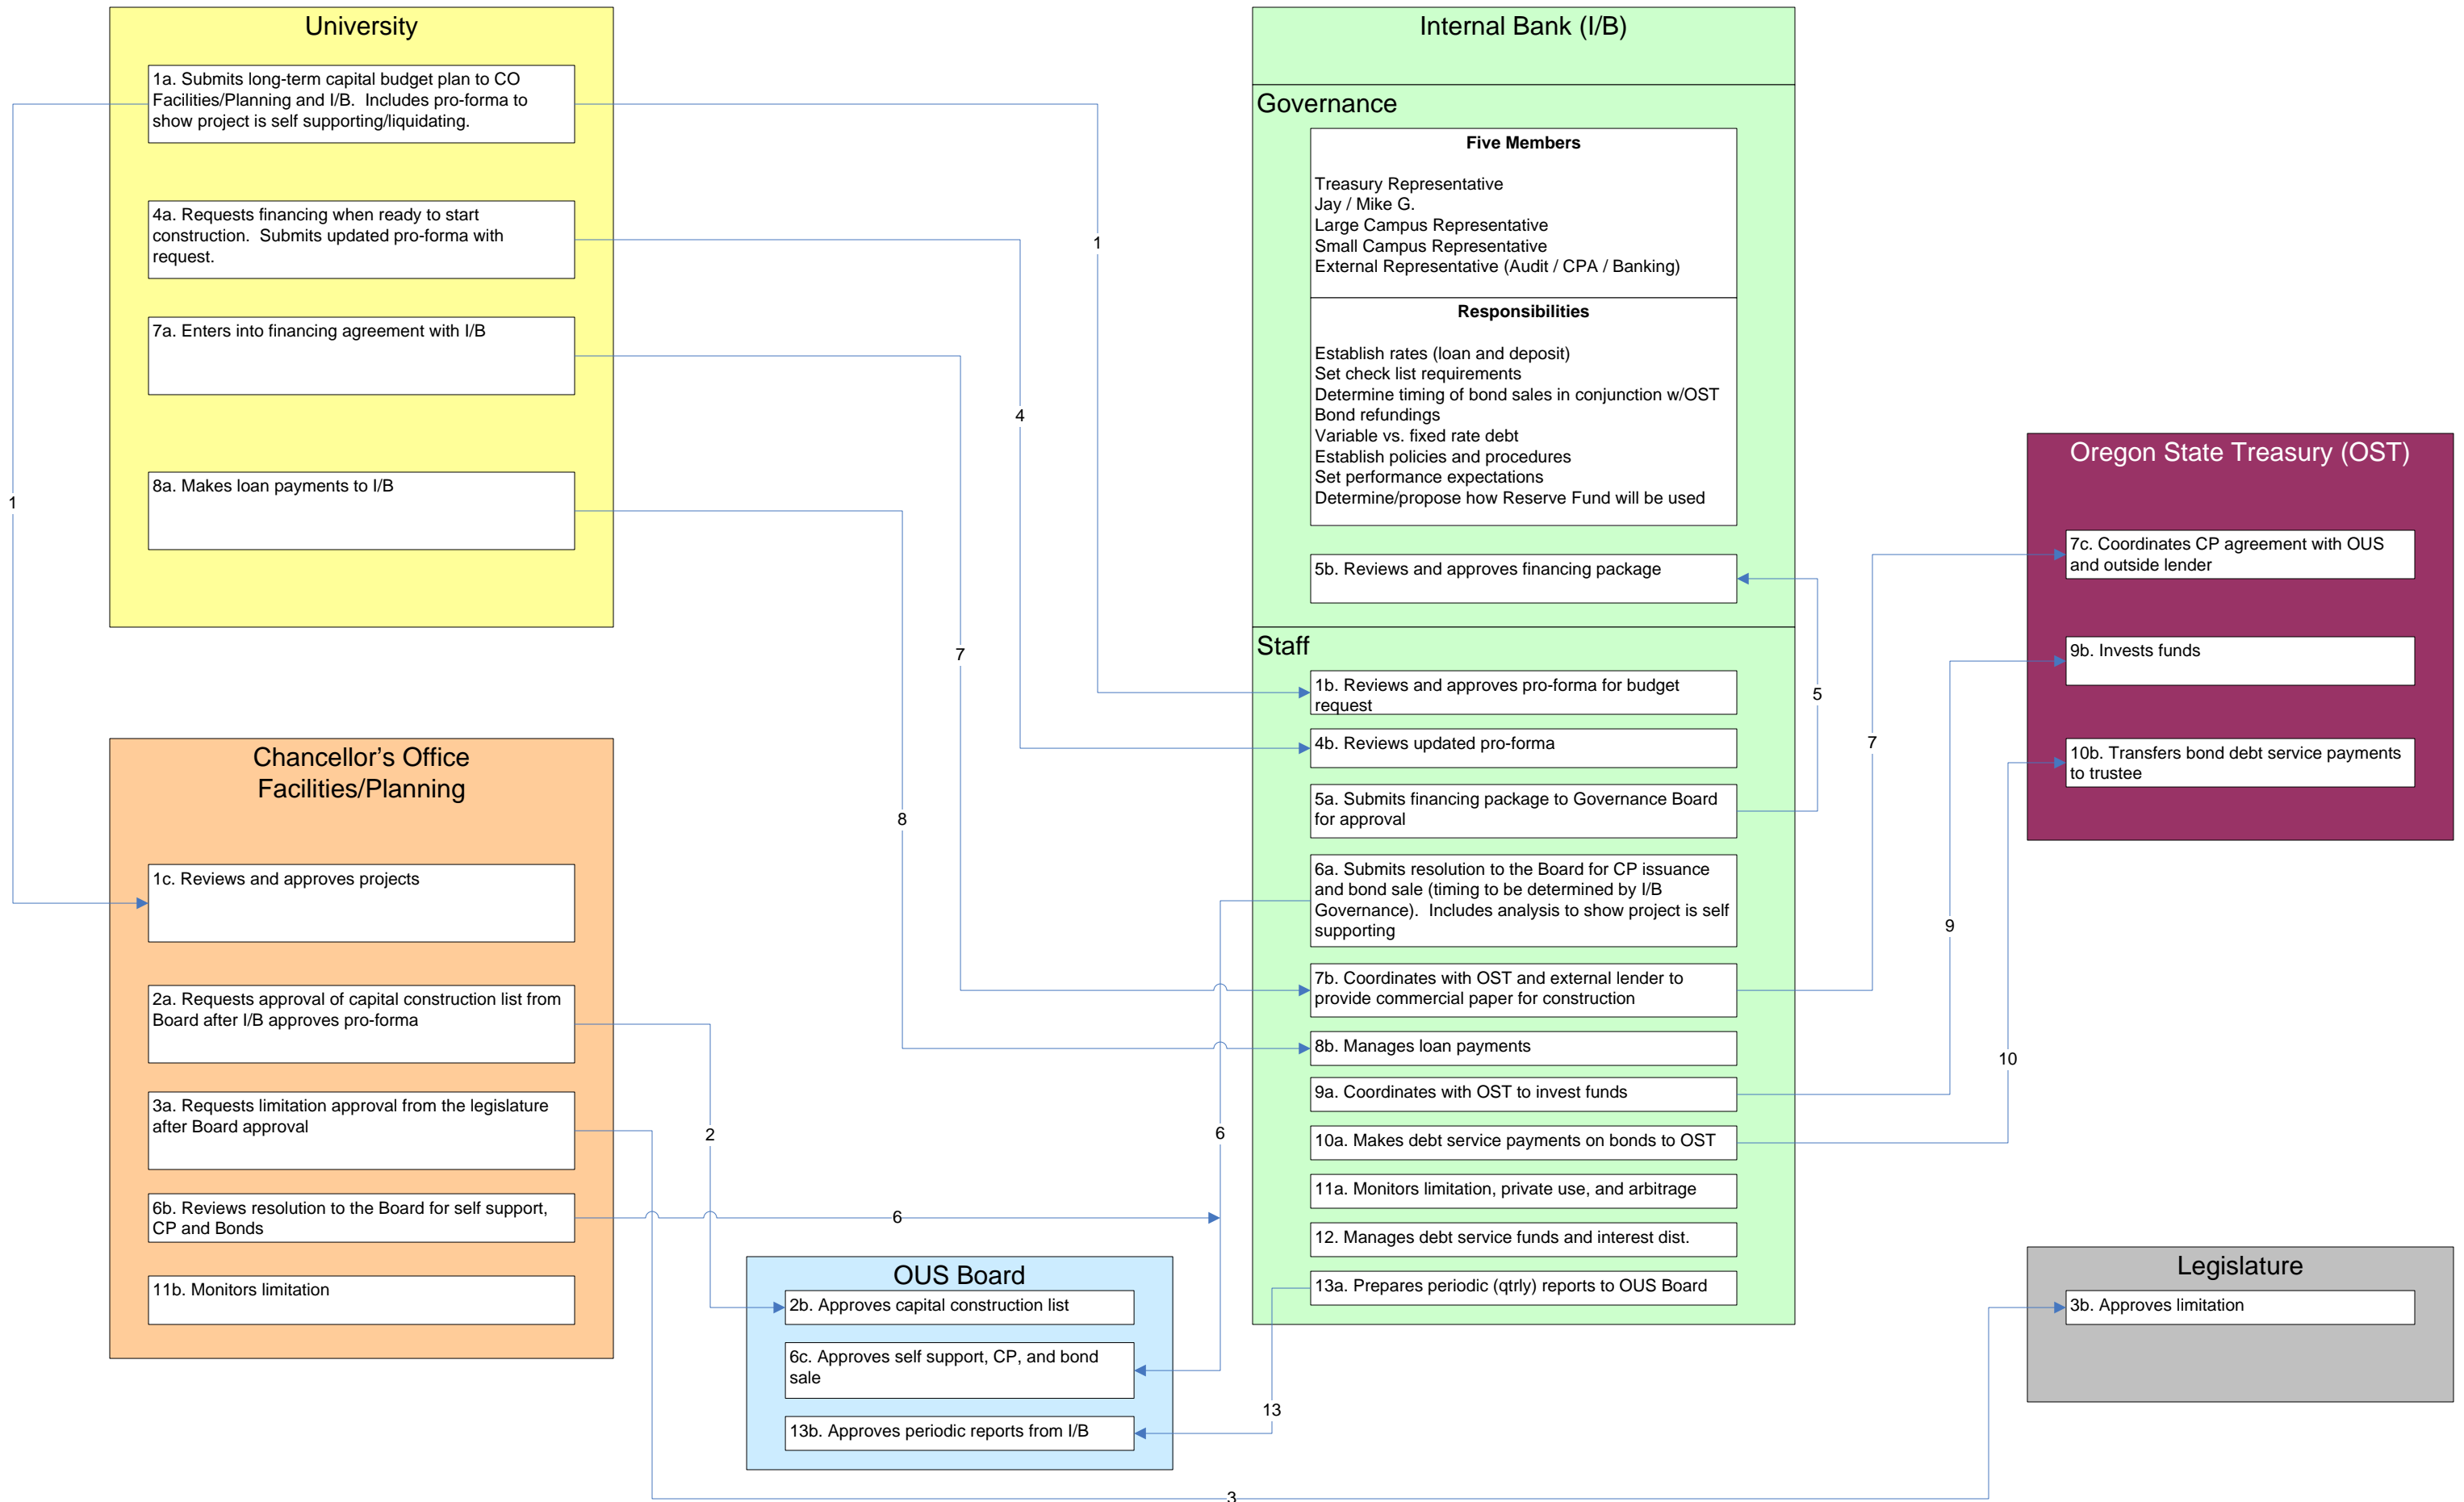 University
1a. Submits long-term capital budget plan to CO
Facilities/Planning and I/B.  Includes pro-forma to
show project is self supporting/liquidating.
4a. Requests financing when ready to start
construction.  Submits updated pro-forma with
request.
7a. Enters into financing agreement with I/B
8a. Makes loan payments to I/B
1
1
4
7
8
Chancellor's Office
Facilities/Planning
1c. Reviews and approves projects
2a. Requests approval of capital construction list from
Board after I/B approves pro-forma
3a. Requests limitation approval from the legislature
after Board approval
6b. Reviews resolution to the Board for self support,
CP and Bonds
11b. Monitors limitation
2
6
6
OUS Board
2b. Approves capital construction list
6c. Approves self support, CP, and bond
sale
13b. Approves periodic reports from I/B
13
3
Internal Bank (I/B)
Governance
Five Members
Treasury Representative
Jay / Mike G.
Large Campus Representative
Small Campus Representative
External Representative (Audit / CPA / Banking)
Responsibilities
Establish rates (loan and deposit)
Set check list requirements
Determine timing of bond sales in conjunction w/OST
Bond refundings
Variable vs. fixed rate debt
Establish policies and procedures
Set performance expectations
Determine/propose how Reserve Fund will be used
5b. Reviews and approves financing package
Staff
1b. Reviews and approves pro-forma for budget
request
4b. Reviews updated pro-forma
5a. Submits financing package to Governance Board
for approval
6a. Submits resolution to the Board for CP issuance
and bond sale (timing to be determined by I/B
Governance).  Includes analysis to show project is self
supporting
7b. Coordinates with OST and external lender to
provide commercial paper for construction
8b. Manages loan payments
9a. Coordinates with OST to invest funds
10a. Makes debt service payments on bonds to OST
11a. Monitors limitation, private use, and arbitrage
12. Manages debt service funds and interest dist.
13a. Prepares periodic (qtrly) reports to OUS Board
5
7
9
10
Oregon State Treasury (OST)
7c. Coordinates CP agreement with OUS
and outside lender
9b. Invests funds
10b. Transfers bond debt service payments
to trustee
Legislature
3b. Approves limitation